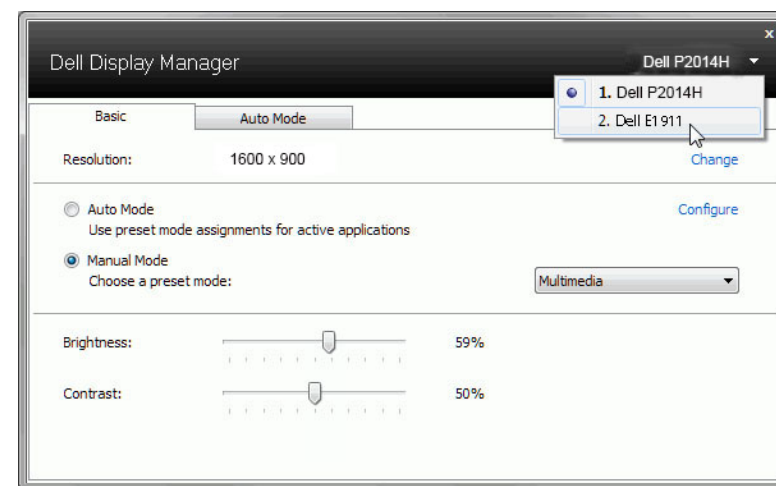 x
Dell Display Manager
Dell P2014H
1. Dell P2014H
2. Dell E1911
Basic
Auto Mode
Resolution:
1600 x 900
Change
Auto Mode
Configure
Use preset mode assignments for active applications
Manual Mode
Choose a preset mode:
Multimedia
Brightness:
59%
Contrast:
50%